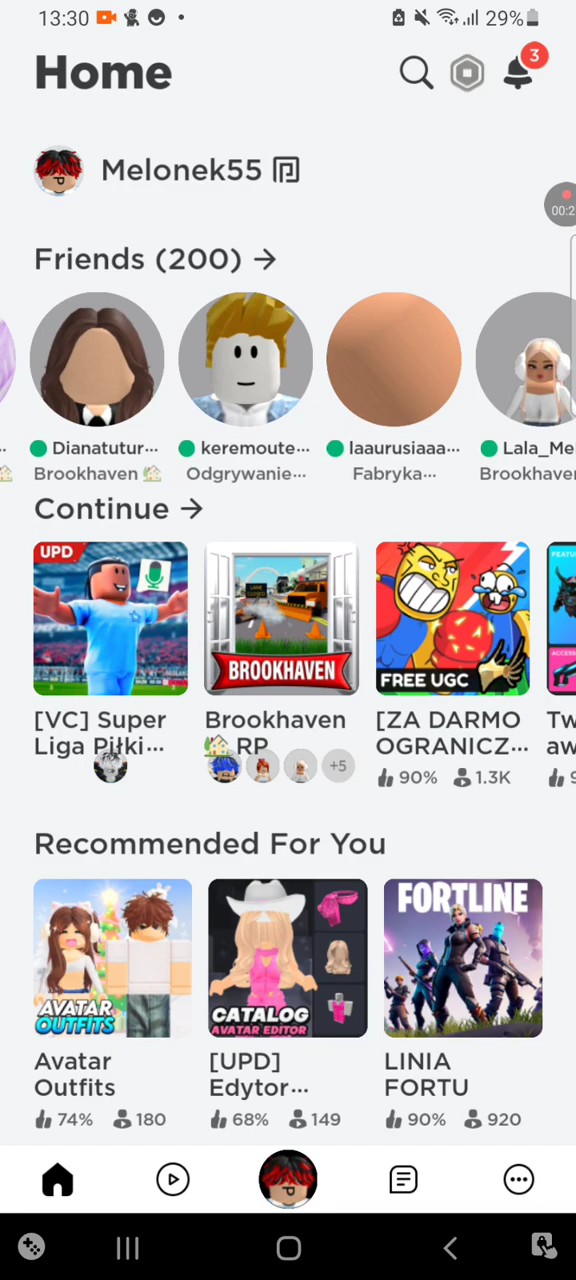 13:30 29%
Home
3
Melonek55
00:2
Friends (200) →
Dianatutur... keremoute... laaurusiaaa... Lala_Me
Brookhaven Odgrywanie... Fabryka... Brookhaven
Continue →
UPD
BROOKHAVEN
FREE UGC
[VC] Super Brookhaven [ZA DARMO Tw
Liga Piłki... RP OGRANICZ... aw
+5 90% 1.3K 9
Recommended For You
AVATAR OUTFITS
CATALOG
AVATAR EDITOR
FORTLINE
Avatar [UPD] LINIA
Outfits Edytor... FORTU
74% 180 68% 149 90% 920